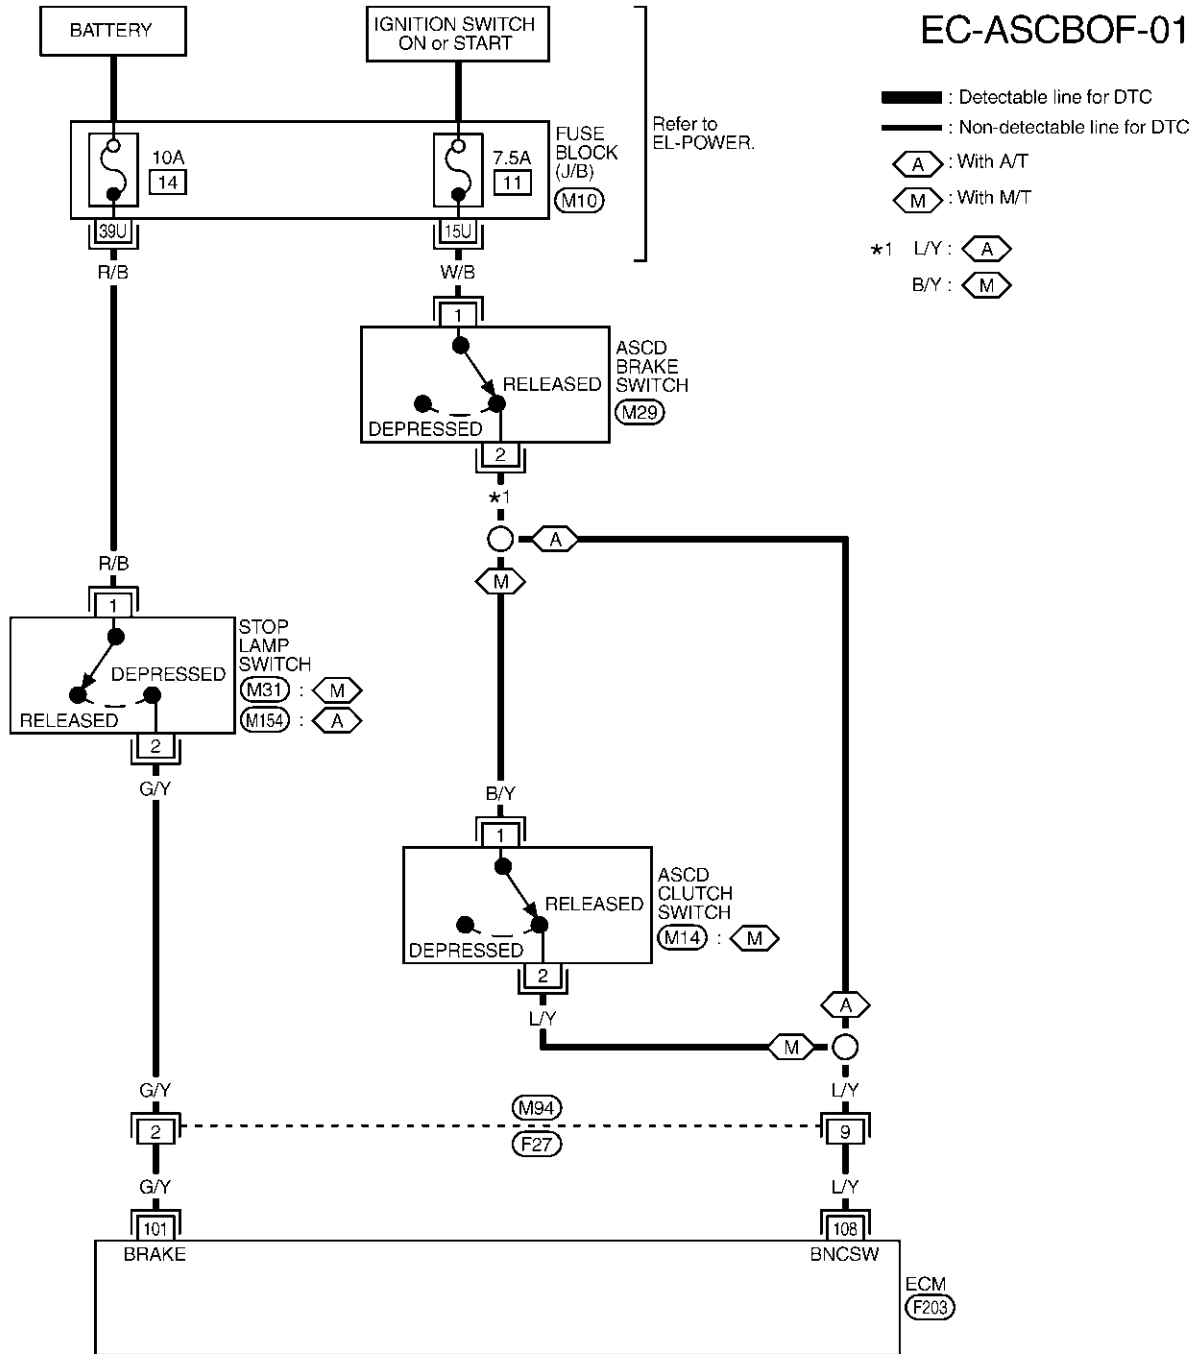 EC-ASCBOF-01
BATTERY
IGNITION SWITCH
ON or START
: Detectable line for DTC
: Non-detectable line for DTC
A : With A/T
M : With M/T
*1 L/Y : A
B/Y : M
Refer to
EL-POWER.
10A
14
7.5A
11
FUSE
BLOCK
(J/B)
M10
39U
15U
R/B
W/B
1
ASCD
BRAKE
SWITCH
M29
RELEASED
DEPRESSED
2
*1
A
M
R/B
1
STOP
LAMP
SWITCH
M31 : M
M154 : A
DEPRESSED
RELEASED
2
G/Y
B/Y
1
ASCD
CLUTCH
SWITCH
M14 : M
RELEASED
DEPRESSED
2
L/Y
A
M
G/Y
L/Y
2
M94
F27
9
G/Y
L/Y
101
108
BRAKE
BNCSW
ECM
F203